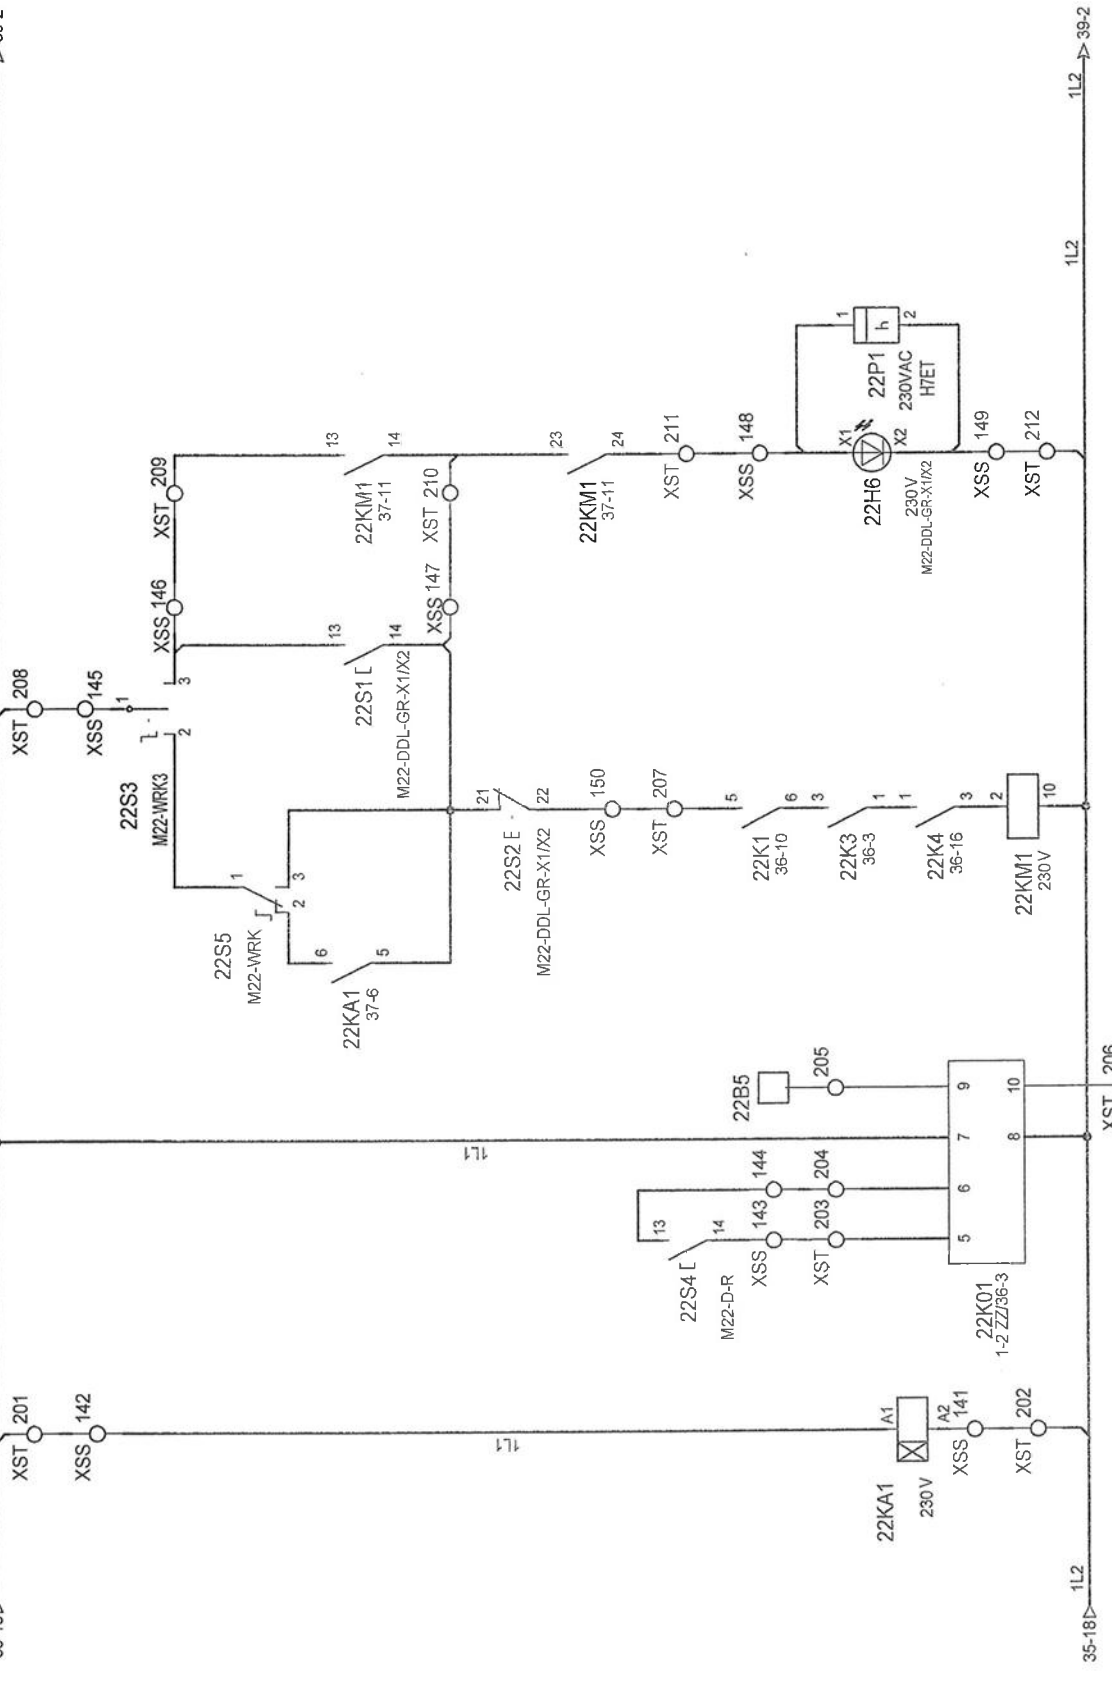 XST 208
XSS 145
1
2
3
22S3
M22-WRK3
XSS 146
XST 209
13
14
22KM1
37-11
XST 210
13
14
22S1
M22-DDL-GR-X1/X2
XSS 147
1
2
3
22S5
M22-WRK
6
5
22KA1
37-6
21
22
22S2
M22-DDL-GR-X1/X2
XSS 150
XST 207
5
6
22K1
36-10
3
1
22K3
36-3
1
3
22K4
36-16
2
10
22KM1
230V
23
24
22KM1
37-11
XST 211
XSS 148
X1
X2
22H6
230V
M22-DDL-GR-X1/X2
1
h
2
22P1
230VAC
H7ET
XSS 149
XST 212
1L1
22B5
205
13
14
22S4
M22-D-R
XSS 143
144
XST 203
204
5
6
7
9
8
10
22K01
1-2 ZZ/36-3
XST 206
XST 201
XSS 142
1L1
A1
A2
22KA1
230V
XSS 141
XST 202
35-18
1L2
1L2
1L2
39-2